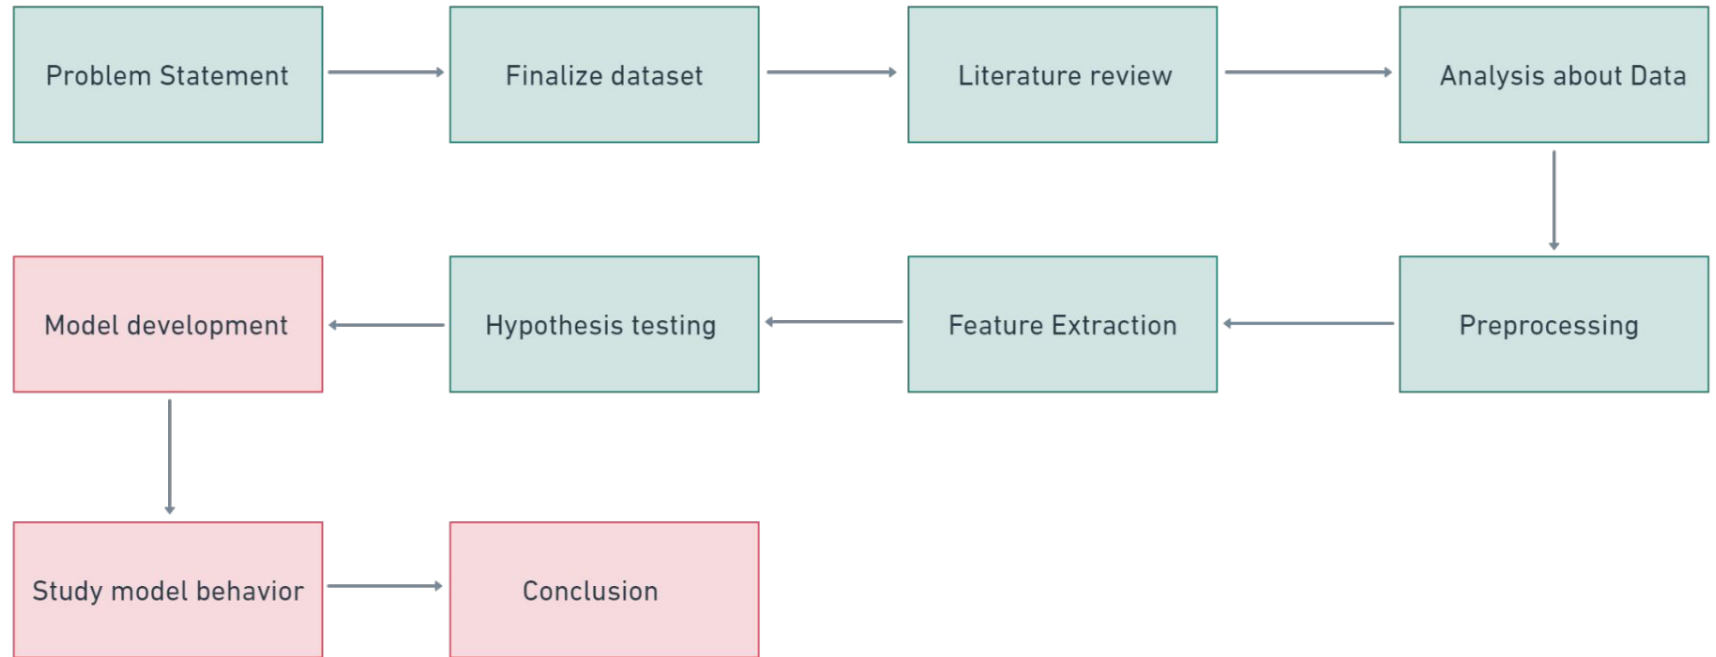 Problem Statement
Finalize dataset
Literature review
Analysis about Data
Preprocessing
Feature Extraction
Hypothesis testing
Model development
Study model behavior
Conclusion